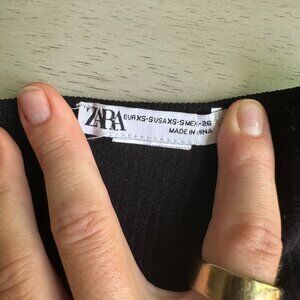 ZARA
EUR XS-S USA XS-S MEX-26
MADE IN CHINA